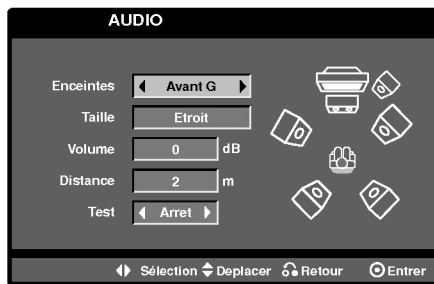 AUDIO
Enceintes Avant G
Taille Etroit
Volume 0 dB
Distance 2 m
Test Arret
Sélection Deplacer Retour Entrer